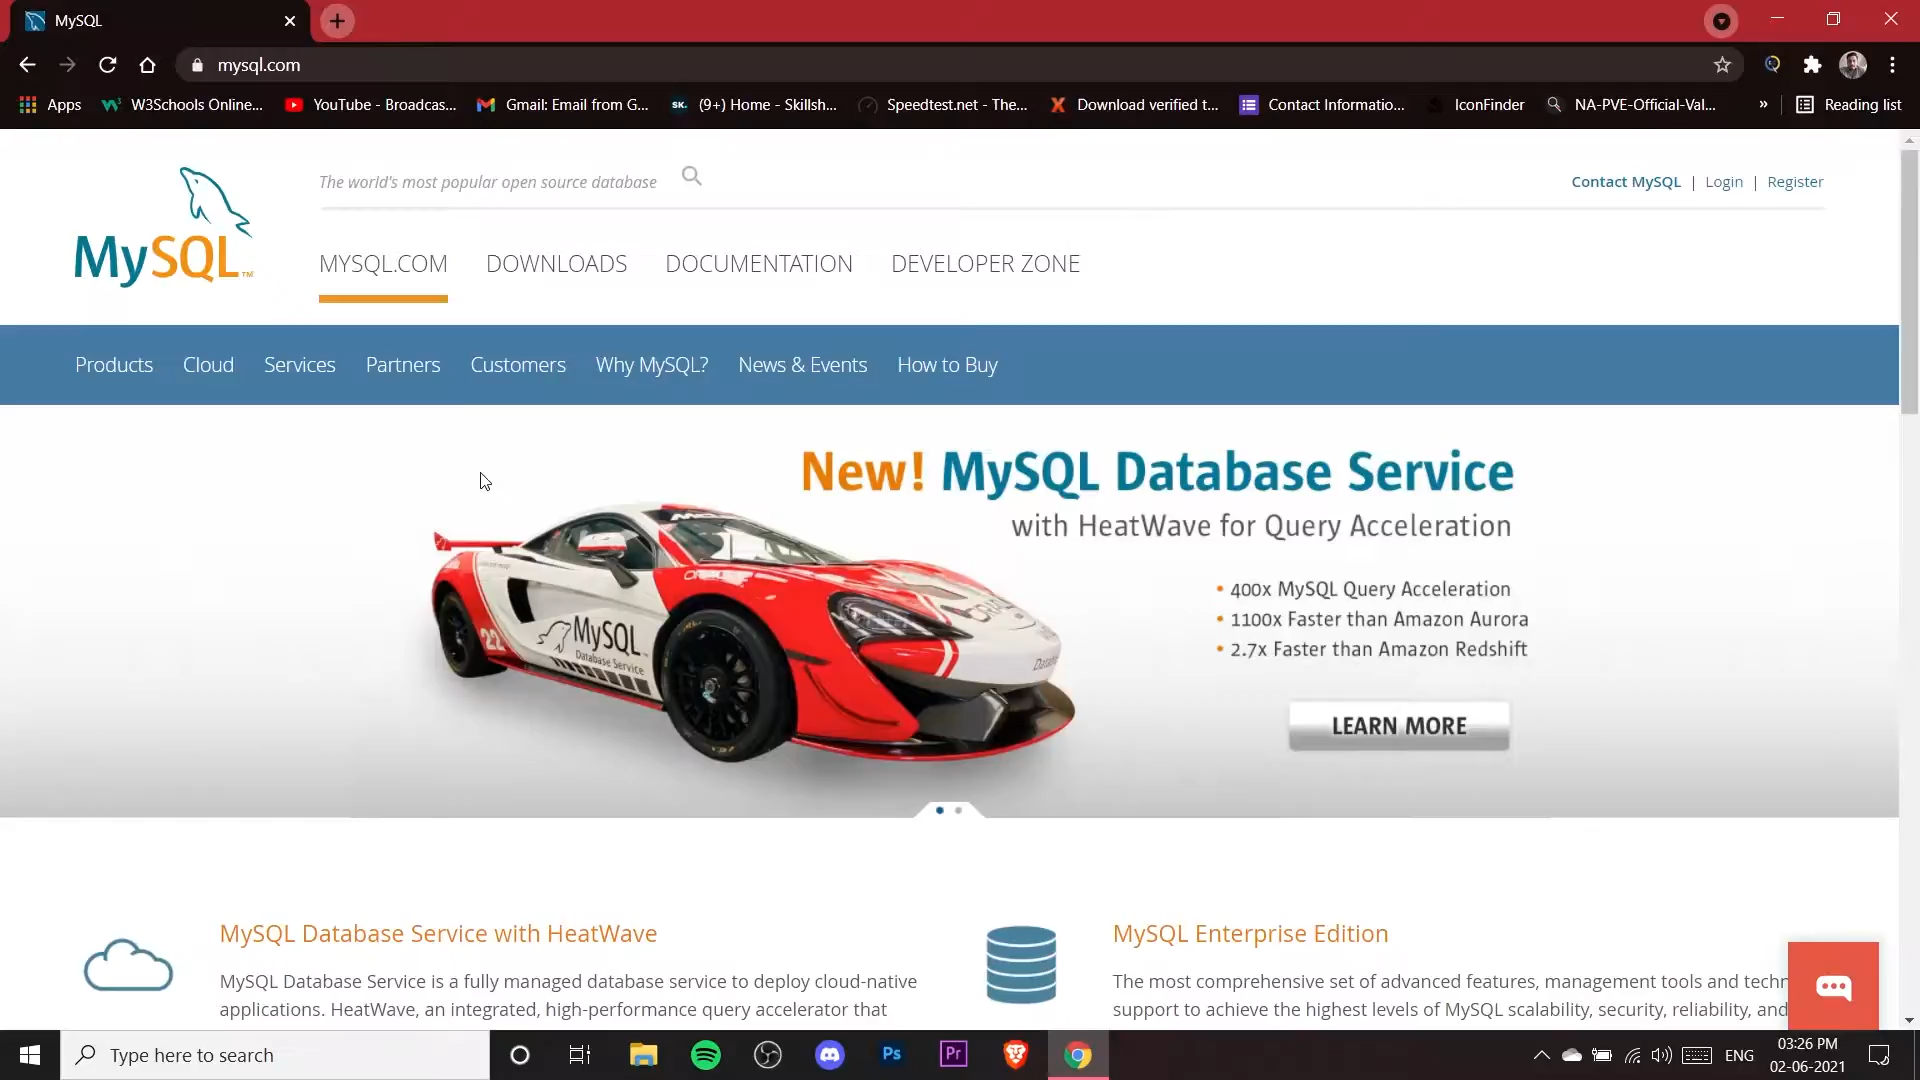 MySQL
mysql.com
Apps
W3Schools Online...
YouTube - Broadcas...
Gmail: Email from G...
SK.
(9+) Home - Skillsh...
Speedtest.net - The...
Download verified t...
Contact Informatio...
IconFinder
NA-PVE-Official-Val...
»
Reading list
The world's most popular open source database
Contact MySQL | Login | Register
MySQL™
MYSQL.COM
DOWNLOADS
DOCUMENTATION
DEVELOPER ZONE
Products
Cloud
Services
Partners
Customers
Why MySQL?
News & Events
How to Buy
New! MySQL Database Service
with HeatWave for Query Acceleration
• 400x MySQL Query Acceleration
• 1100x Faster than Amazon Aurora
• 2.7x Faster than Amazon Redshift
LEARN MORE
22
MySQL
Database Service
MySQL Database Service with HeatWave
MySQL Database Service is a fully managed database service to deploy cloud-native
applications. HeatWave, an integrated, high-performance query accelerator that
MySQL Enterprise Edition
The most comprehensive set of advanced features, management tools and techn
support to achieve the highest levels of MySQL scalability, security, reliability, and
Type here to search
Ps
Pr
ENG
03:26 PM
02-06-2021